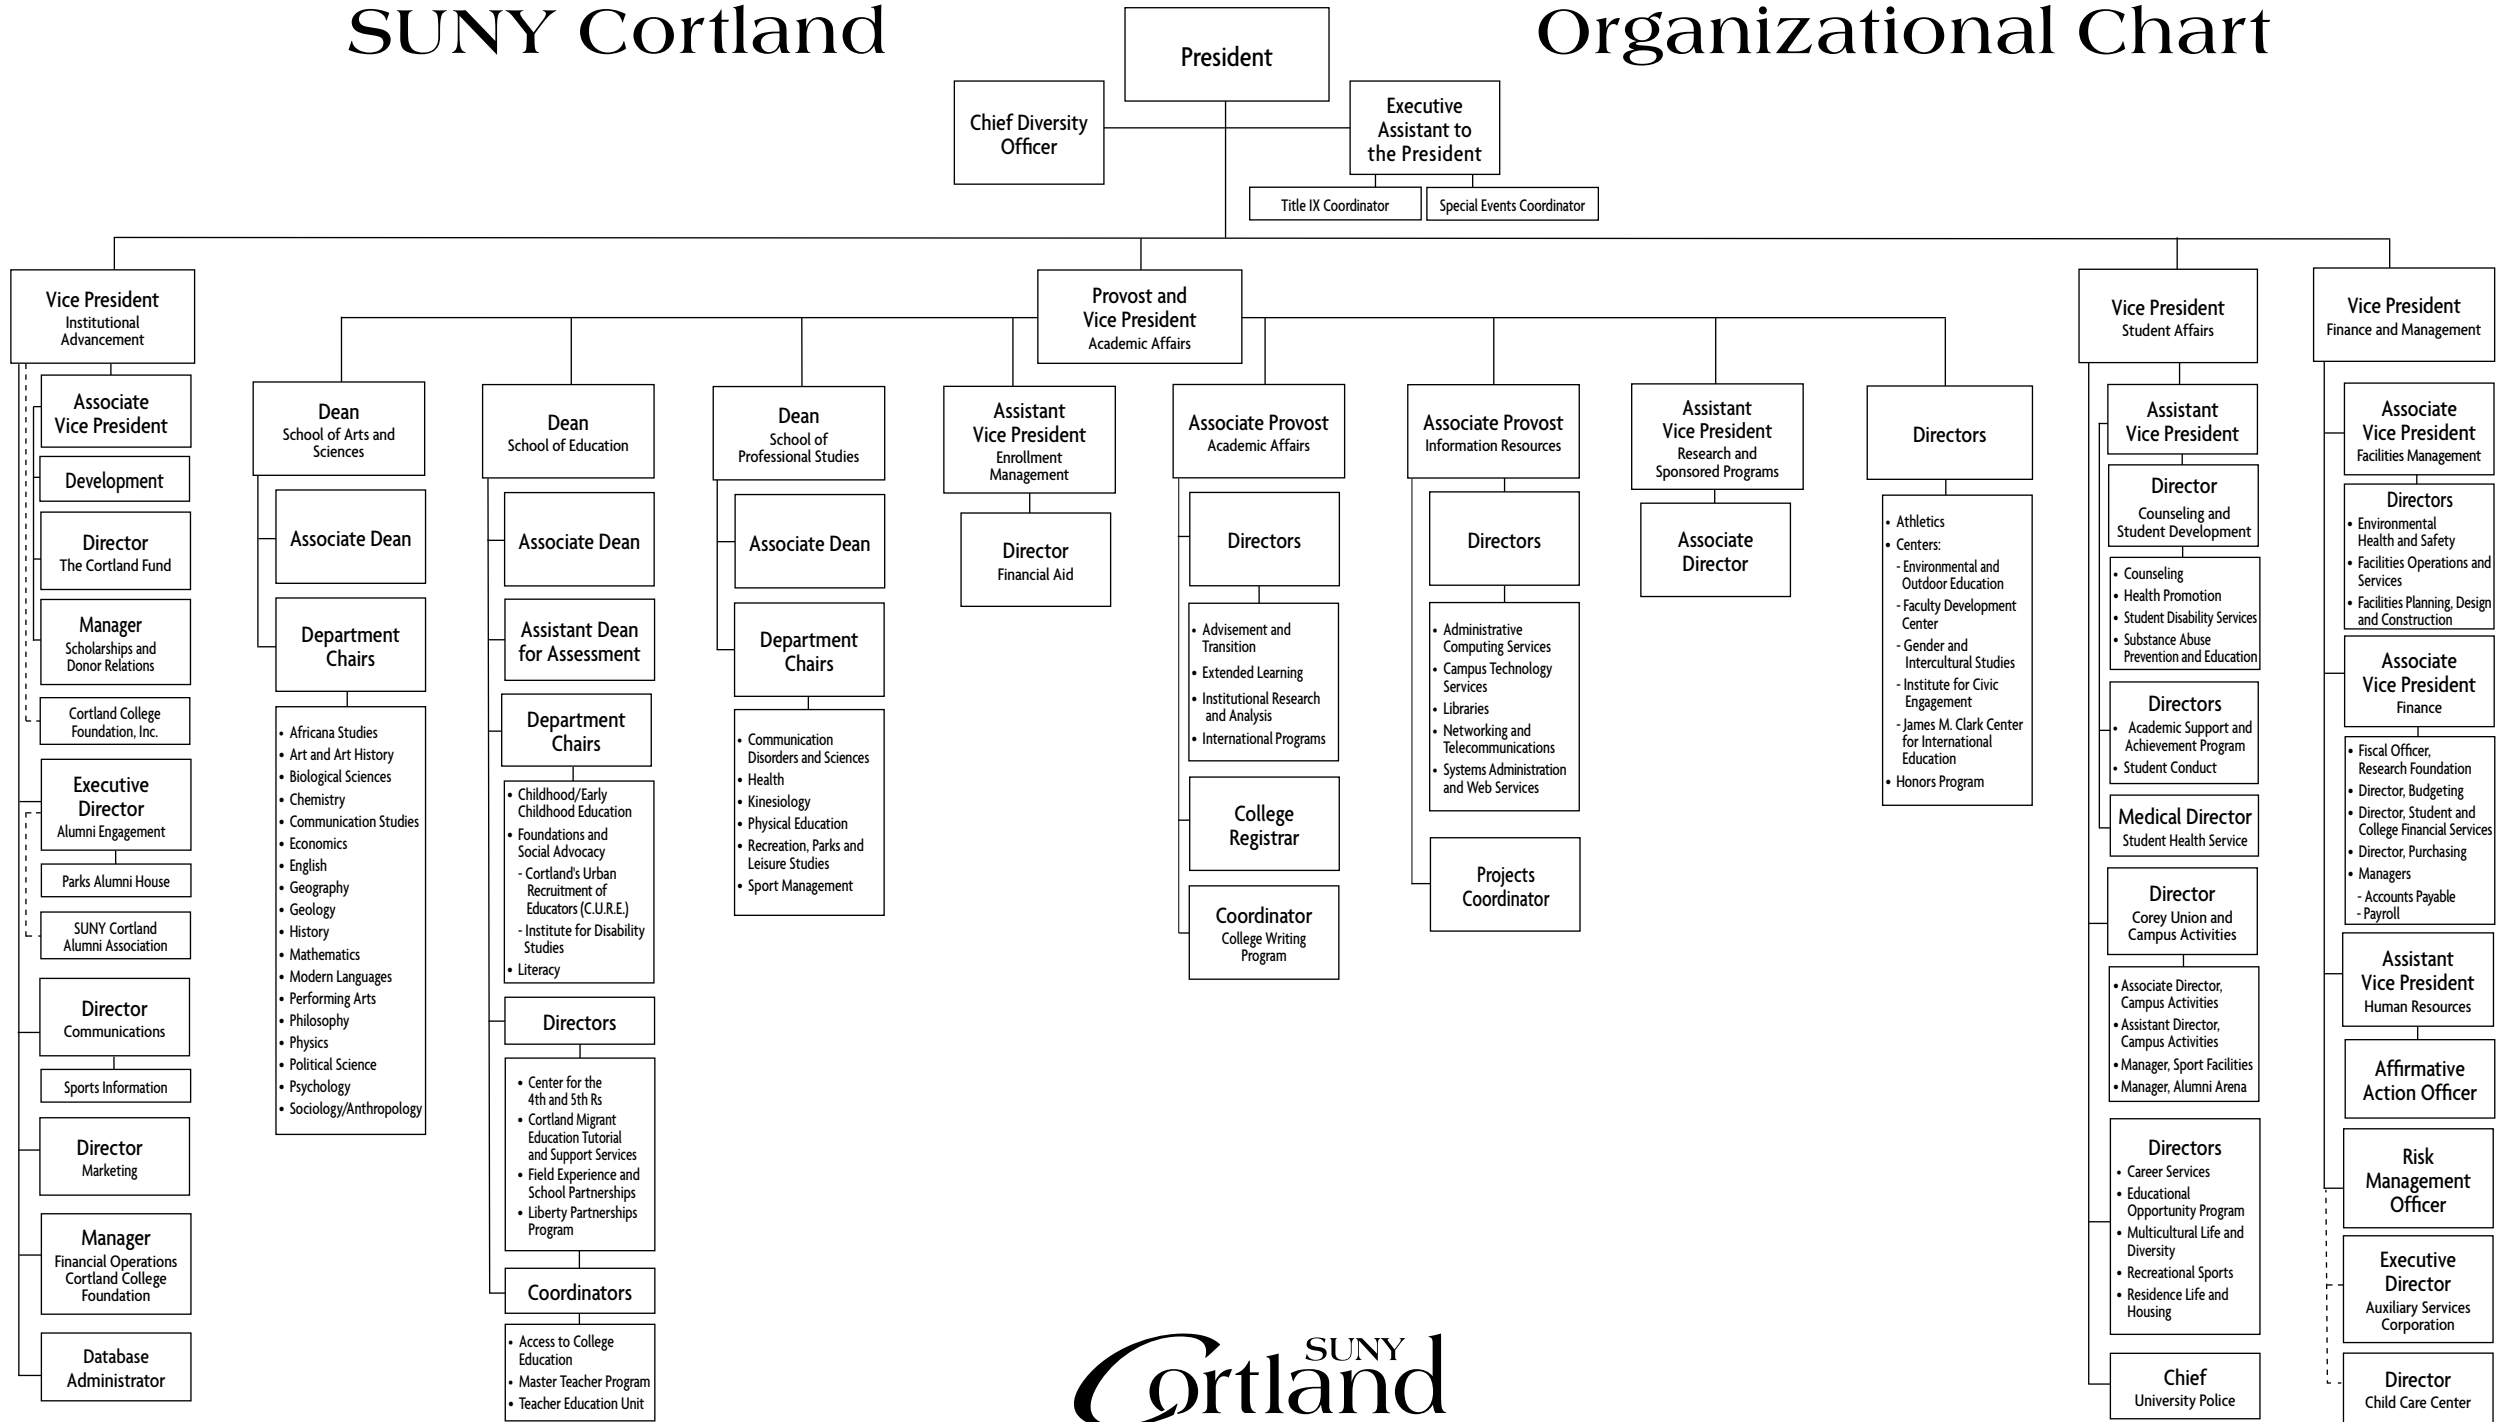 SUNY Cortland
Organizational Chart
President
Chief Diversity
Officer
Executive
Assistant to
the President
Title IX Coordinator
Special Events Coordinator
Vice President
Institutional
Advancement
Associate
Vice President
Development
Director
The Cortland Fund
Manager
Scholarships and
Donor Relations
Cortland College
Foundation, Inc.
Executive
Director
Alumni Engagement
Parks Alumni House
SUNY Cortland
Alumni Association
Director
Communications
Sports Information
Director
Marketing
Manager
Financial Operations
Cortland College
Foundation
Database
Administrator
Provost and
Vice President
Academic Affairs
Dean
School of Arts and
Sciences
Associate Dean
Department
Chairs
• Africana Studies
• Art and Art History
• Biological Sciences
• Chemistry
• Communication Studies
• Economics
• English
• Geography
• Geology
• History
• Mathematics
• Modern Languages
• Performing Arts
• Philosophy
• Physics
• Political Science
• Psychology
• Sociology/Anthropology
Dean
School of Education
Associate Dean
Assistant Dean
for Assessment
Department
Chairs
• Childhood/Early
Childhood Education
• Foundations and
Social Advocacy
- Cortland's Urban
Recruitment of
Educators (C.U.R.E.)
- Institute for Disability
Studies
• Literacy
Directors
• Center for the
4th and 5th Rs
• Cortland Migrant
Education Tutorial
and Support Services
• Field Experience and
School Partnerships
• Liberty Partnerships
Program
Coordinators
• Access to College
Education
• Master Teacher Program
• Teacher Education Unit
Dean
School of
Professional Studies
Associate Dean
Department
Chairs
• Communication
Disorders and Sciences
• Health
• Kinesiology
• Physical Education
• Recreation, Parks and
Leisure Studies
• Sport Management
Assistant
Vice President
Enrollment
Management
Director
Financial Aid
Associate Provost
Academic Affairs
Directors
• Advisement and
Transition
• Extended Learning
• Institutional Research
and Analysis
• International Programs
College
Registrar
Coordinator
College Writing
Program
Associate Provost
Information Resources
Directors
• Administrative
Computing Services
• Campus Technology
Services
• Libraries
• Networking and
Telecommunications
• Systems Administration
and Web Services
Projects
Coordinator
Assistant
Vice President
Research and
Sponsored Programs
Associate
Director
Directors
• Athletics
• Centers:
- Environmental and
Outdoor Education
- Faculty Development
Center
- Gender and
Intercultural Studies
- Institute for Civic
Engagement
- James M. Clark Center
for International
Education
• Honors Program
Vice President
Student Affairs
Assistant
Vice President
Director
Counseling and
Student Development
• Counseling
• Health Promotion
• Student Disability Services
• Substance Abuse
Prevention and Education
Directors
• Academic Support and
Achievement Program
• Student Conduct
Medical Director
Student Health Service
Director
Corey Union and
Campus Activities
• Associate Director,
Campus Activities
• Assistant Director,
Campus Activities
• Manager, Sport Facilities
• Manager, Alumni Arena
Directors
• Career Services
• Educational
Opportunity Program
• Multicultural Life and
Diversity
• Recreational Sports
• Residence Life and
Housing
Chief
University Police
Vice President
Finance and Management
Associate
Vice President
Facilities Management
Directors
• Environmental
Health and Safety
• Facilities Operations and
Services
• Facilities Planning, Design
and Construction
Associate
Vice President
Finance
• Fiscal Officer,
Research Foundation
• Director, Budgeting
• Director, Student and
College Financial Services
• Director, Purchasing
• Managers
- Accounts Payable
- Payroll
Assistant
Vice President
Human Resources
Affirmative
Action Officer
Risk
Management
Officer
Executive
Director
Auxiliary Services
Corporation
Director
Child Care Center
SUNY
Cortland